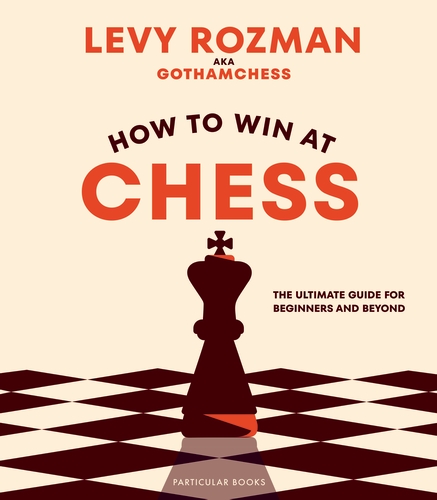 LEVY ROZMAN
AKA
GOTHAMCHESS
HOW TO WIN AT
CHESS
THE ULTIMATE GUIDE FOR
BEGINNERS AND BEYOND
PARTICULAR BOOKS